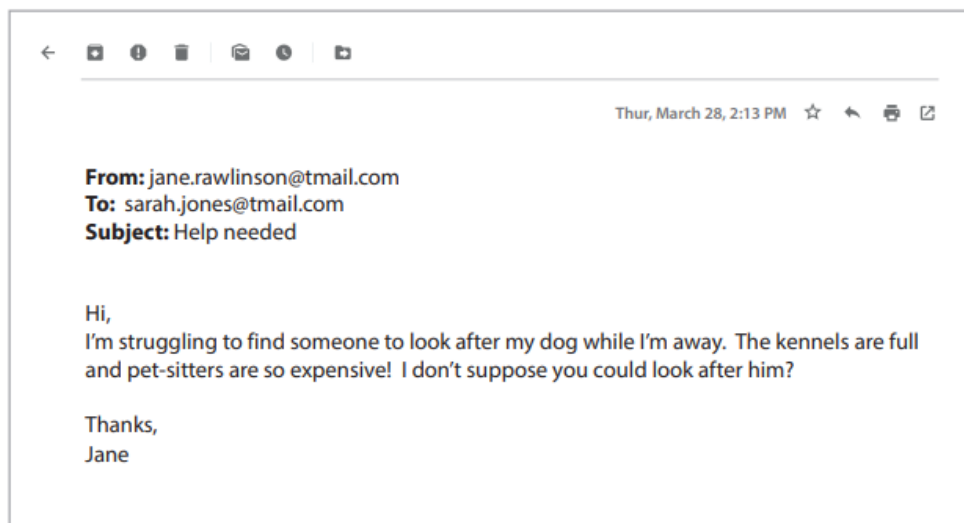 Thur, March 28, 2:13 PM
From: jane.rawlinson@tmail.com
To: sarah.jones@tmail.com
Subject: Help needed
Hi,
I'm struggling to find someone to look after my dog while I'm away. The kennels are full
and pet-sitters are so expensive! I don't suppose you could look after him?
Thanks,
Jane